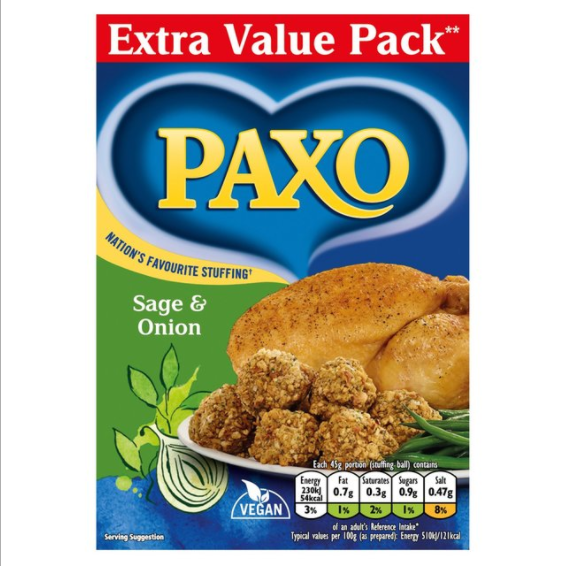 Extra Value Pack**
PAXO
NATION'S FAVOURITE STUFFING†
Sage &
Onion
Each 45g portion (stuffing ball) contains
Energy Fat Saturates Sugars Salt
230kJ 0.7g 0.3g 0.9g 0.47g
54kcal
3% 1% 2% 1% 8%
of an adult's Reference Intake*
VEGAN
Serving Suggestion
Typical values per 100g (as prepared): Energy 510kJ/121kcal